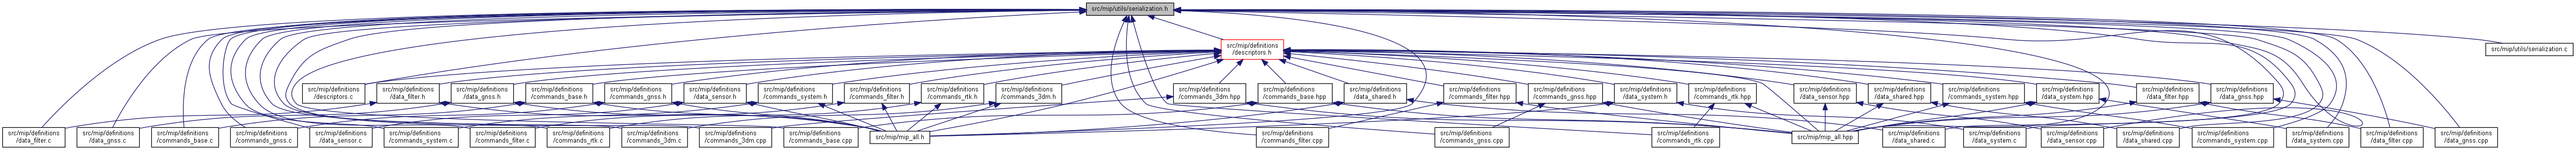 src/mip/utils/serialization.h
src/mip/definitions
/descriptors.h
src/mip/utils/serialization.c
src/mip/definitions
/descriptors.c
src/mip/definitions
/data_filter.h
src/mip/definitions
/data_gnss.h
src/mip/definitions
/commands_base.h
src/mip/definitions
/commands_gnss.h
src/mip/definitions
/data_sensor.h
src/mip/definitions
/commands_system.h
src/mip/definitions
/commands_filter.h
src/mip/definitions
/commands_rtk.h
src/mip/definitions
/commands_3dm.h
src/mip/definitions
/commands_3dm.hpp
src/mip/definitions
/commands_base.hpp
src/mip/definitions
/data_shared.h
src/mip/definitions
/commands_filter.hpp
src/mip/definitions
/commands_gnss.hpp
src/mip/definitions
/data_system.h
src/mip/definitions
/commands_rtk.hpp
src/mip/definitions
/data_sensor.hpp
src/mip/definitions
/data_shared.hpp
src/mip/definitions
/commands_system.hpp
src/mip/definitions
/data_system.hpp
src/mip/definitions
/data_filter.hpp
src/mip/definitions
/data_gnss.hpp
src/mip/definitions
/data_filter.c
src/mip/definitions
/data_gnss.c
src/mip/definitions
/commands_base.c
src/mip/definitions
/commands_gnss.c
src/mip/definitions
/data_sensor.c
src/mip/definitions
/commands_system.c
src/mip/definitions
/commands_filter.c
src/mip/definitions
/commands_rtk.c
src/mip/definitions
/commands_3dm.c
src/mip/definitions
/commands_3dm.cpp
src/mip/definitions
/commands_base.cpp
src/mip/mip_all.h
src/mip/definitions
/commands_filter.cpp
src/mip/definitions
/commands_gnss.cpp
src/mip/definitions
/commands_rtk.cpp
src/mip/mip_all.hpp
src/mip/definitions
/data_shared.c
src/mip/definitions
/data_system.c
src/mip/definitions
/data_sensor.cpp
src/mip/definitions
/data_shared.cpp
src/mip/definitions
/commands_system.cpp
src/mip/definitions
/data_system.cpp
src/mip/definitions
/data_filter.cpp
src/mip/definitions
/data_gnss.cpp